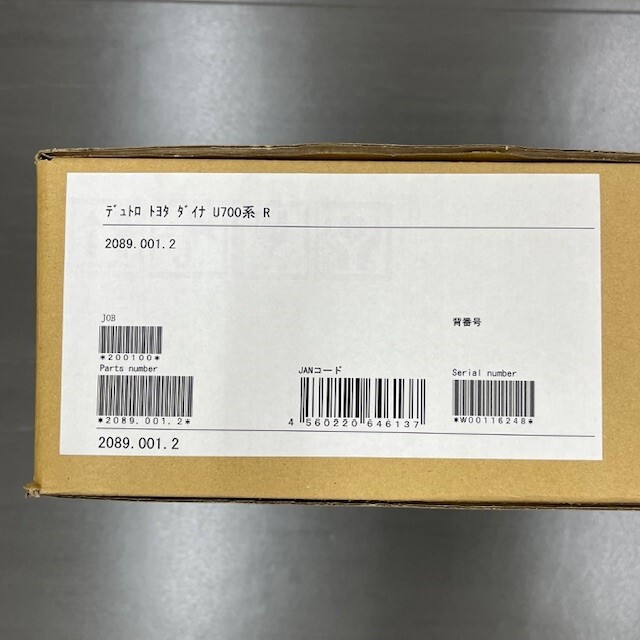 ﾃﾞｭﾄﾛ ﾄﾖﾀ ﾀﾞｲﾅ U700系 R
2089.001.2
JOB
背番号
*200100*
Parts number
JANコード
Serial number
*2089.001.2*
4 560220 646137
*W00116248*
2089.001.2